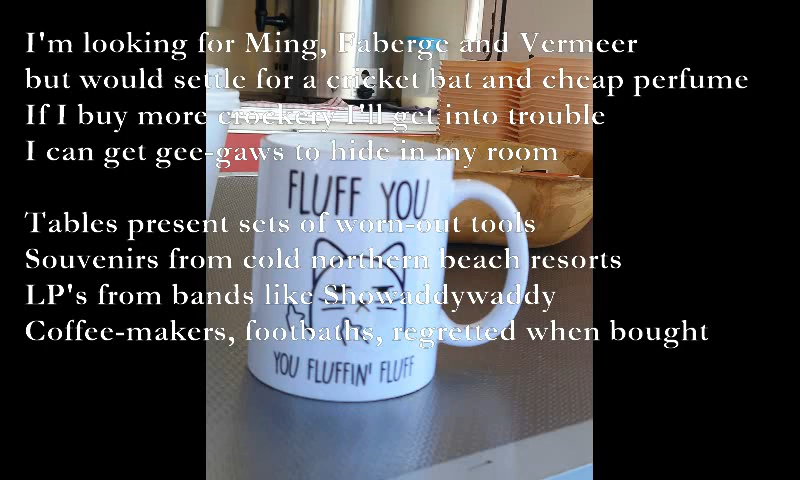 I'm looking for Ming, Faberge and Vermeer
but would settle for a cricket bat and cheap perfume
If I buy more crockery I'll get into trouble
I can get gee-gaws to hide in my room
Tables present sets of worn-out tools
Souvenirs from cold northern beach resorts
LP's from bands like Showaddywaddy
Coffee-makers, footbaths, regretted when bought
FLUFF YOU
YOU FLUFFIN' FLUFF